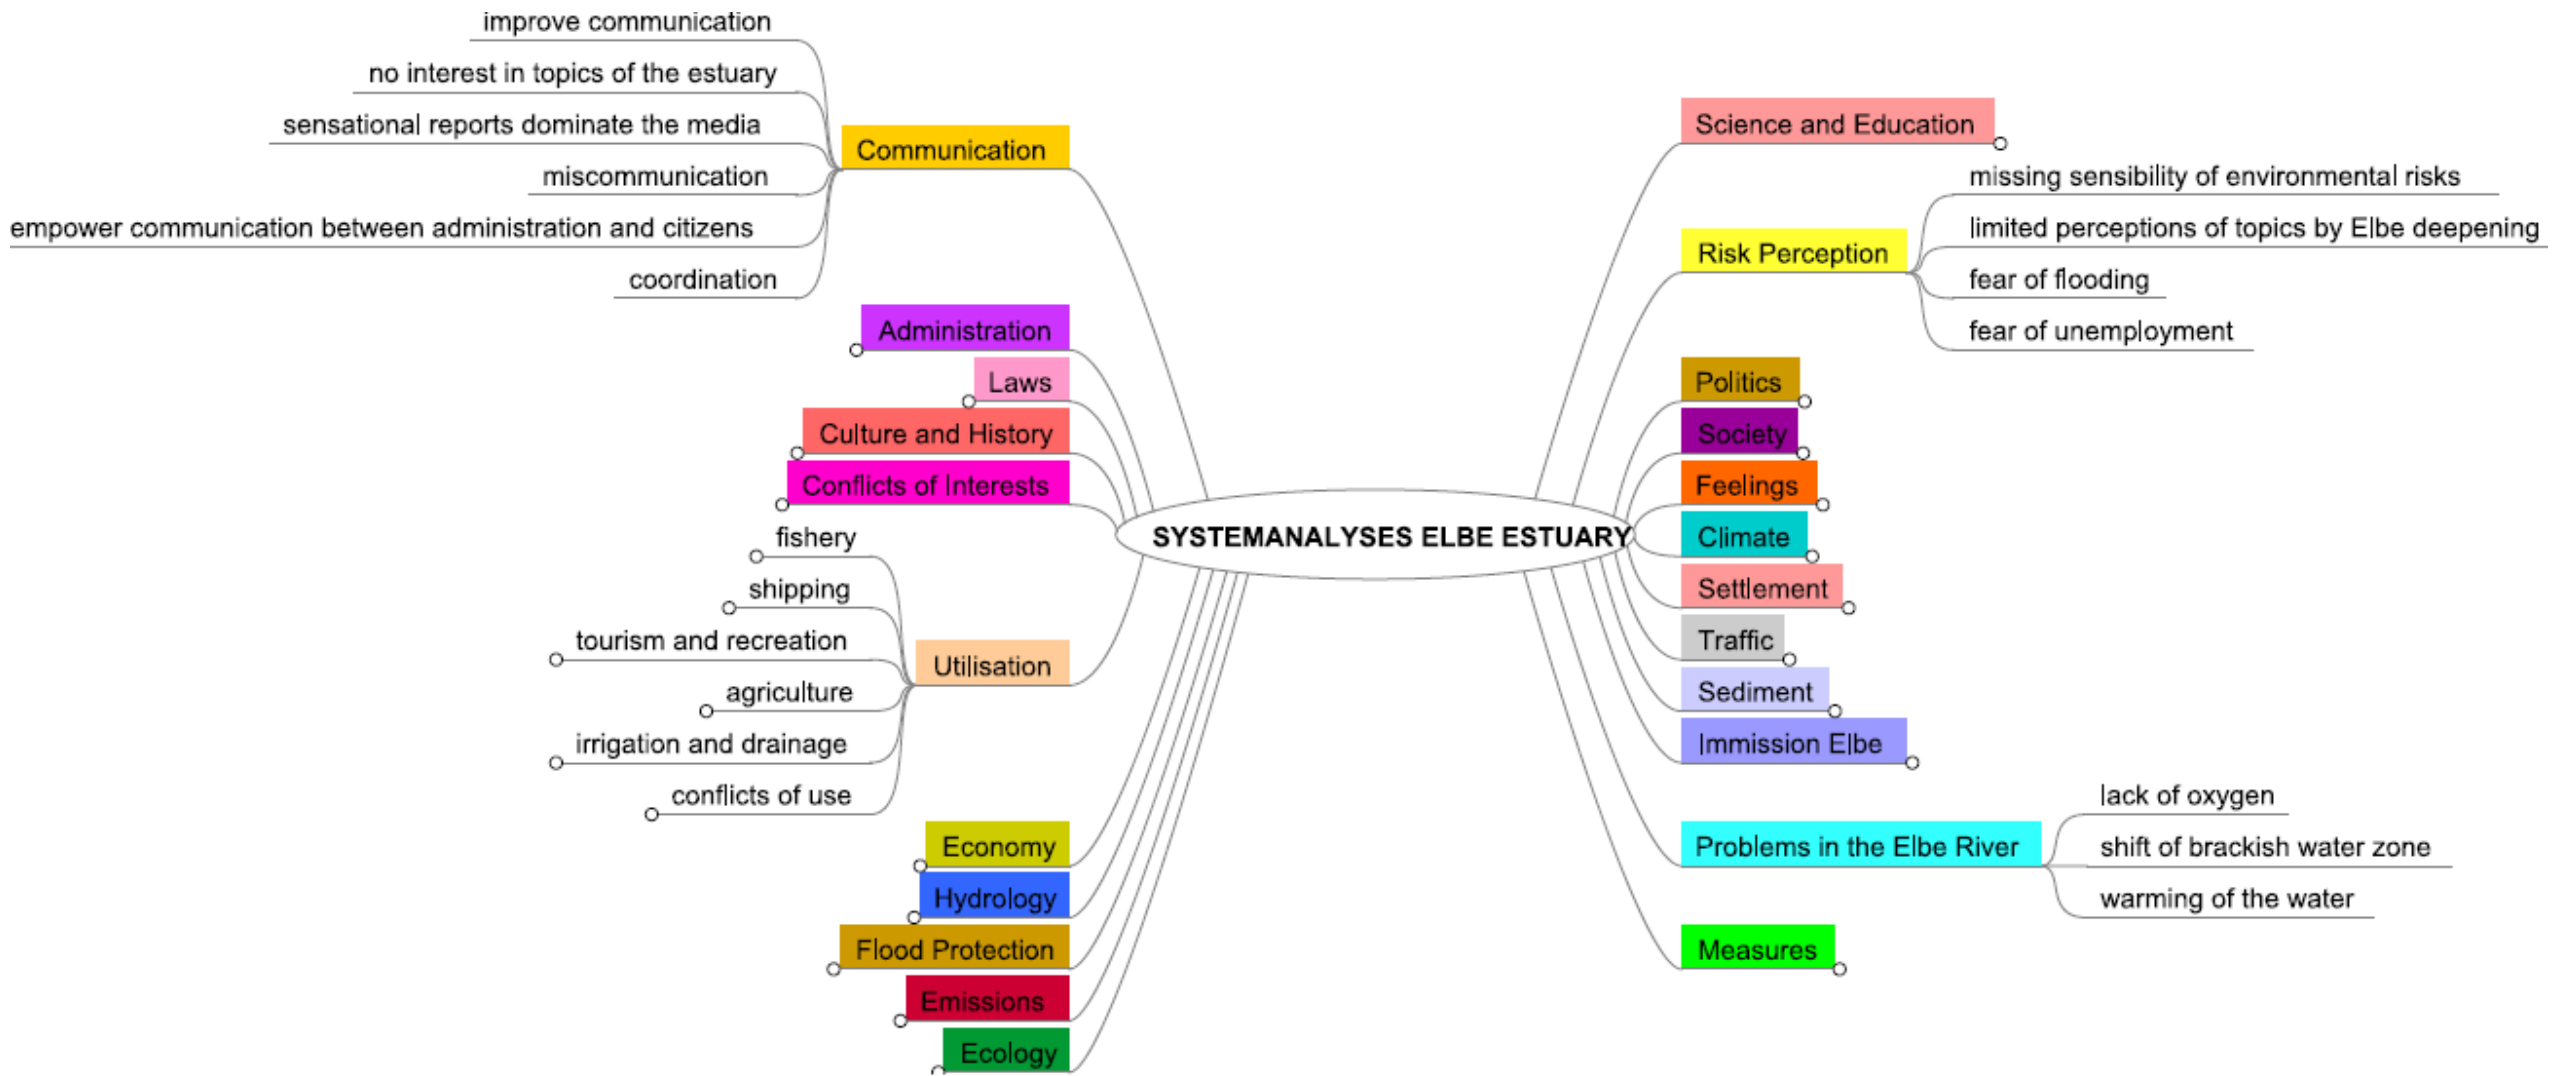 improve communication
no interest in topics of the estuary
sensational reports dominate the media
miscommunication
empower communication between administration and citizens
coordination
Communication
Administration
Laws
Culture and History
Conflicts of Interests
fishery
shipping
tourism and recreation
agriculture
irrigation and drainage
conflicts of use
Utilisation
Economy
Hydrology
Flood Protection
Emissions
Ecology
SYSTEMANALYSES ELBE ESTUARY
Science and Education
Risk Perception
missing sensibility of environmental risks
limited perceptions of topics by Elbe deepening
fear of flooding
fear of unemployment
Politics
Society
Feelings
Climate
Settlement
Traffic
Sediment
Immission Elbe
Problems in the Elbe River
lack of oxygen
shift of brackish water zone
warming of the water
Measures